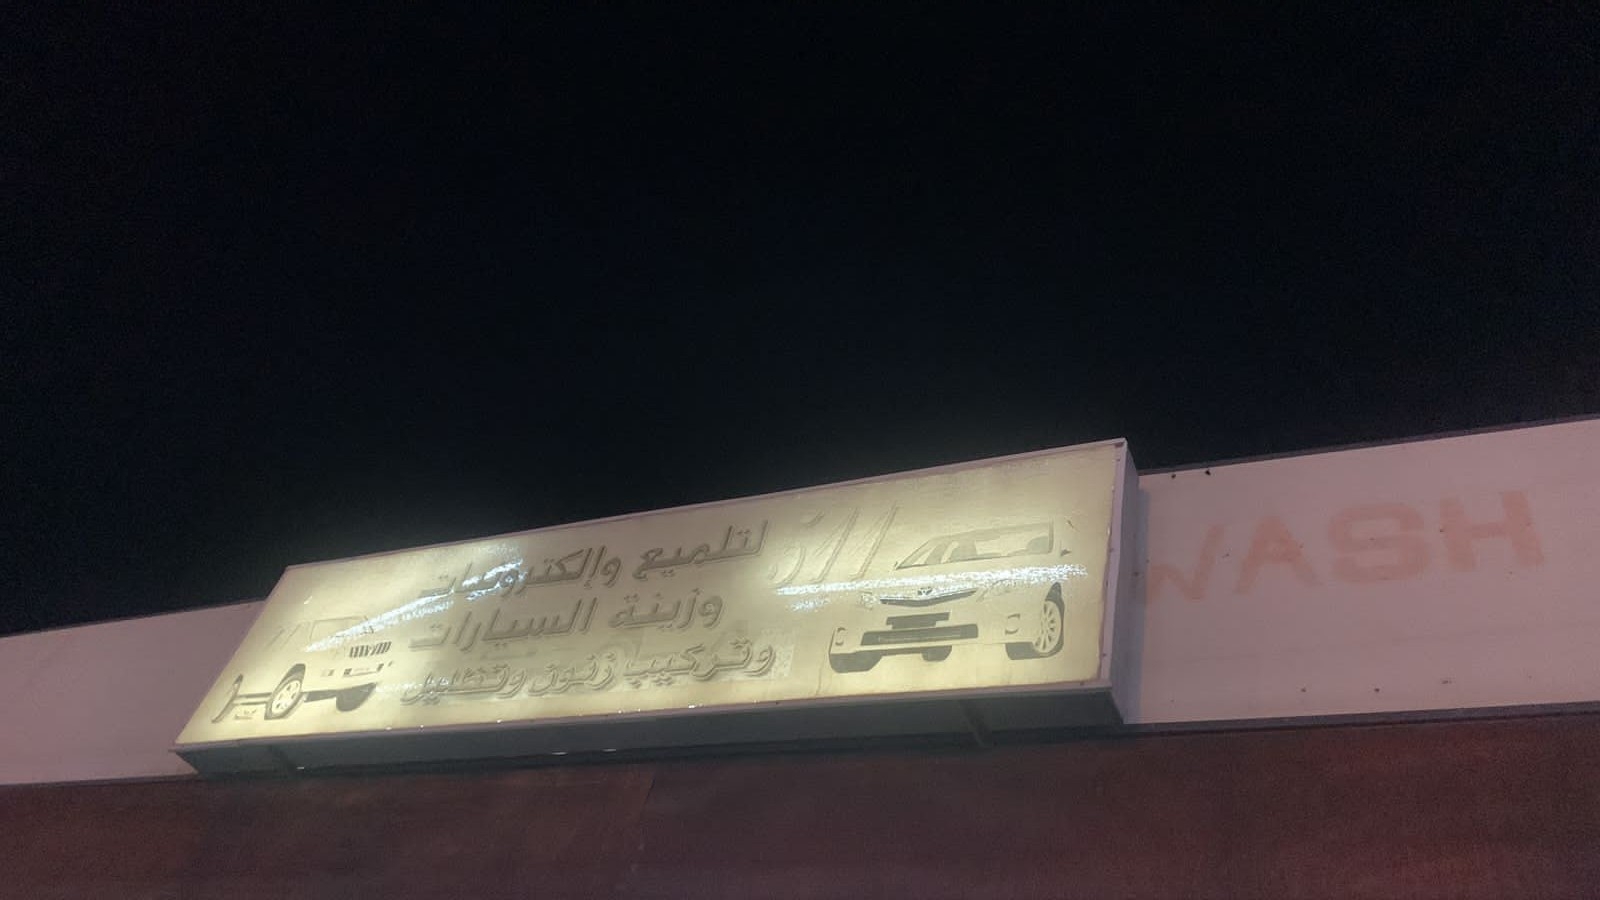 لتلميع وإلكترونيات
وزينة السيارات
وتركيب زنون وتظليل
WASH